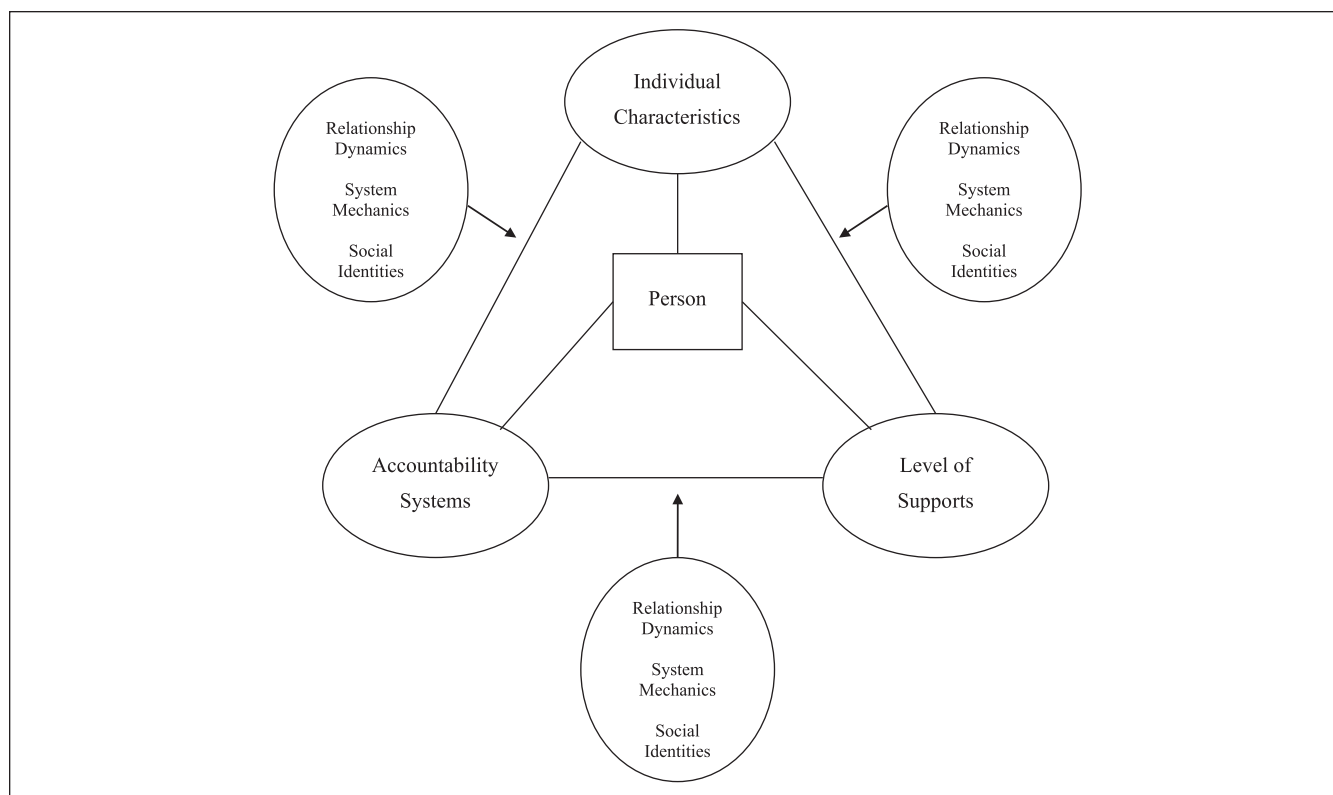 Individual
Characteristics
Relationship
Dynamics
System
Mechanics
Social
Identities
Relationship
Dynamics
System
Mechanics
Social
Identities
Person
Accountability
Systems
Level of
Supports
Relationship
Dynamics
System
Mechanics
Social
Identities